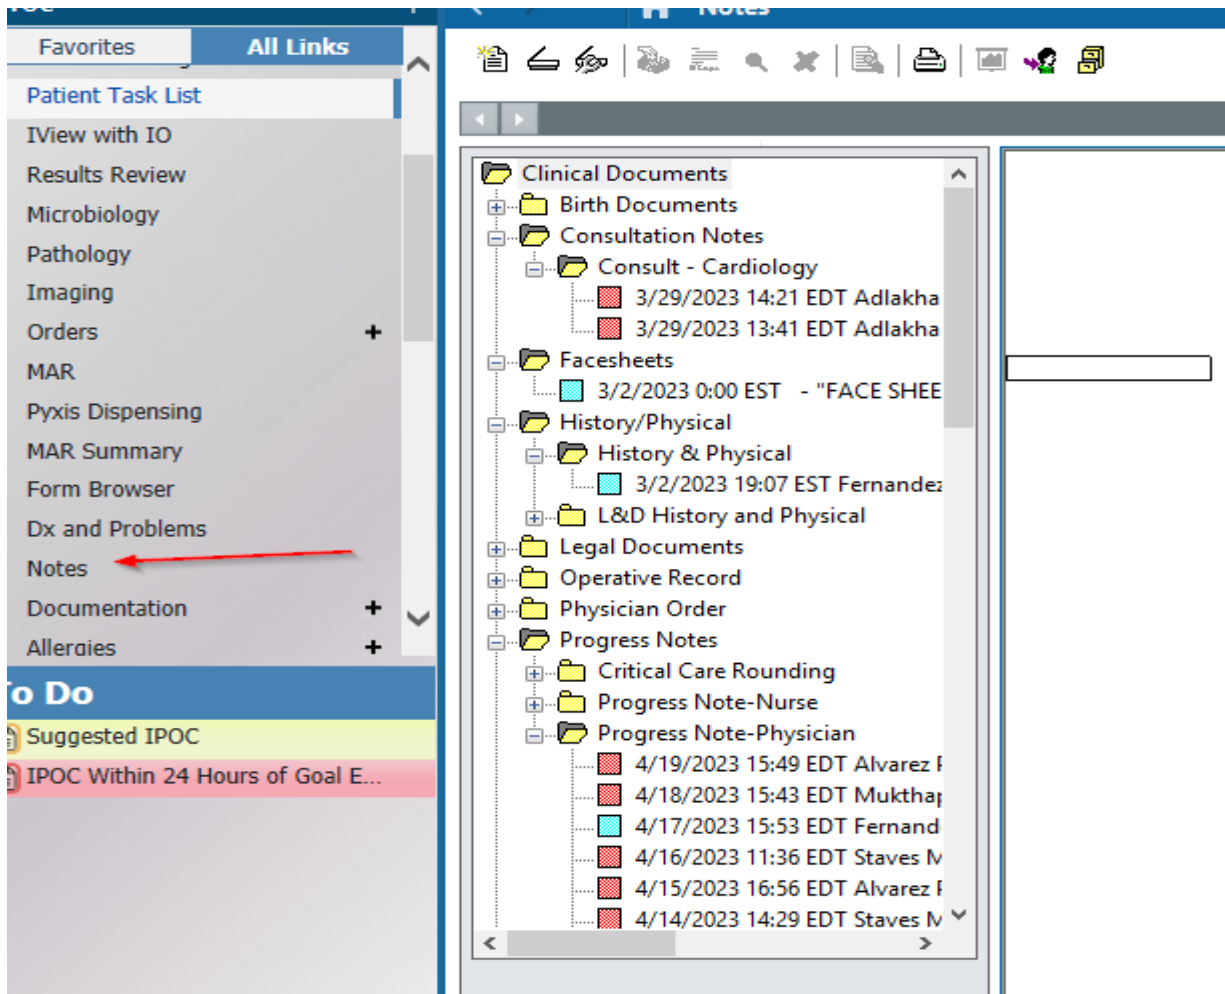 Notes
Favorites
All Links
Patient Task List
IView with IO
Results Review
Microbiology
Pathology
Imaging
Orders +
MAR
Pyxis Dispensing
MAR Summary
Form Browser
Dx and Problems
Notes
Documentation +
Allergies +
o Do
Suggested IPOC
IPOC Within 24 Hours of Goal E...
Clinical Documents
Birth Documents
Consultation Notes
Consult - Cardiology
3/29/2023 14:21 EDT Adlakha
3/29/2023 13:41 EDT Adlakha
Facesheets
3/2/2023 0:00 EST - "FACE SHEE
History/Physical
History & Physical
3/2/2023 19:07 EST Fernandez
L&D History and Physical
Legal Documents
Operative Record
Physician Order
Progress Notes
Critical Care Rounding
Progress Note-Nurse
Progress Note-Physician
4/19/2023 15:49 EDT Alvarez
4/18/2023 15:43 EDT Mukthap
4/17/2023 15:53 EDT Fernand
4/16/2023 11:36 EDT Staves M
4/15/2023 16:56 EDT Alvarez
4/14/2023 14:29 EDT Staves M